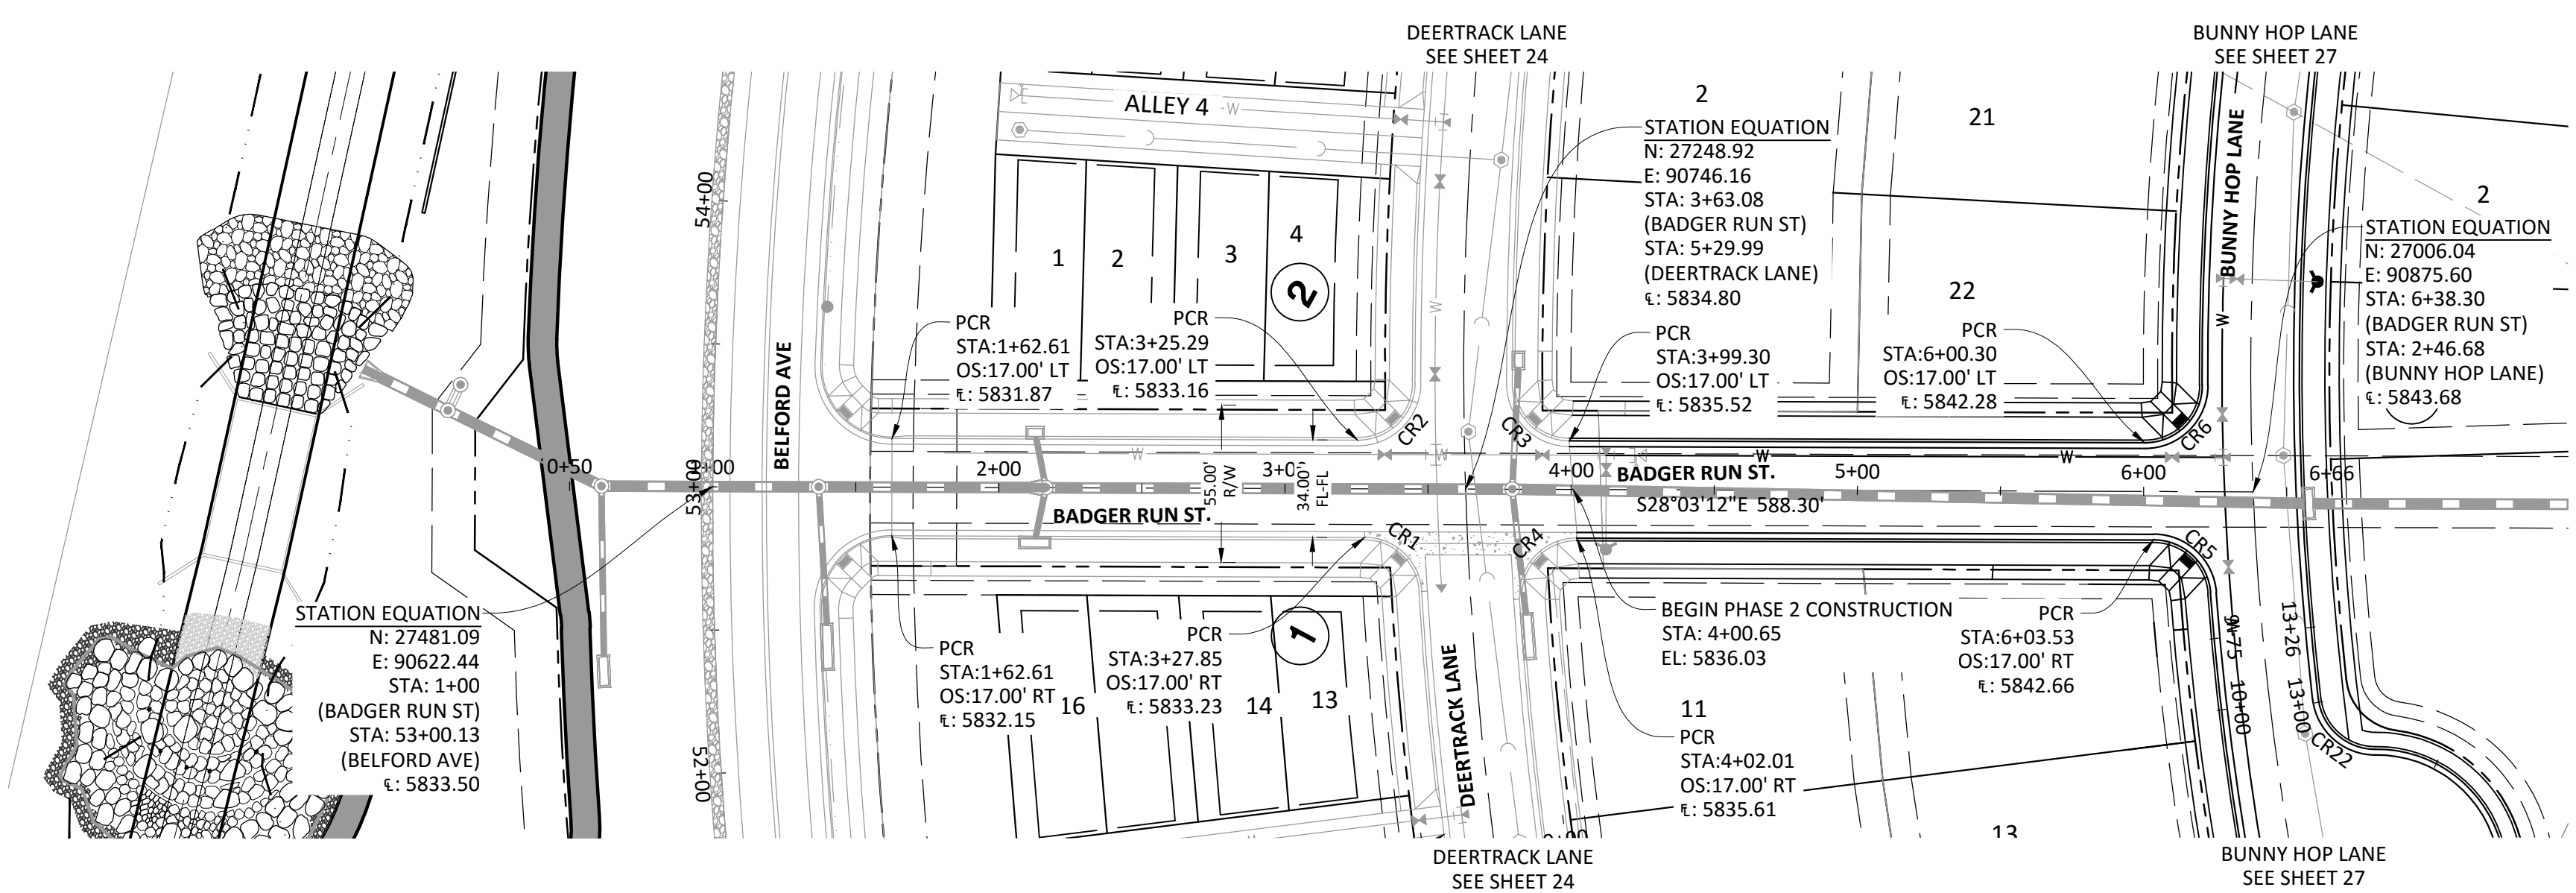 DEERTRACK LANE
SEE SHEET 24
BUNNY HOP LANE
SEE SHEET 27
ALLEY 4
W
2
21
STATION EQUATION
N: 27248.92
E: 90746.16
STA: 3+63.08
(BADGER RUN ST)
STA: 5+29.99
(DEERTRACK LANE)
℄: 5834.80
BUNNY HOP LANE
2
STATION EQUATION
N: 27006.04
E: 90875.60
STA: 6+38.30
(BADGER RUN ST)
STA: 2+46.68
(BUNNY HOP LANE)
℄: 5843.68
54+00
1
2
3
4
2
22
W
W
BELFORD AVE
PCR
STA:1+62.61
OS:17.00' LT
FL: 5831.87
PCR
STA:3+25.29
OS:17.00' LT
FL: 5833.16
PCR
STA:3+99.30
OS:17.00' LT
FL: 5835.52
PCR
STA:6+00.30
OS:17.00' LT
FL: 5842.28
CR2
CR3
CR6
W
W
W
W
0+50
53+00
2+00
4+00
5+00
6+00
6+66
55.00'
R/W
34.00'
FL-FL
BADGER RUN ST.
BADGER RUN ST.
S28°03'12"E 588.30'
CR1
CR4
CR5
STATION EQUATION
N: 27481.09
E: 90622.44
STA: 1+00
(BADGER RUN ST)
STA: 53+00.13
(BELFORD AVE)
℄: 5833.50
PCR
STA:1+62.61
OS:17.00' RT
FL: 5832.15
PCR
STA:3+27.85
OS:17.00' RT
FL: 5833.23
1
16
14
13
BEGIN PHASE 2 CONSTRUCTION
STA: 4+00.65
EL: 5836.03
PCR
STA:6+03.53
OS:17.00' RT
FL: 5842.66
11
PCR
STA:4+02.01
OS:17.00' RT
FL: 5835.61
DEERTRACK LANE
52+00
10+00
13+26
13+00
CR22
13
DEERTRACK LANE
SEE SHEET 24
BUNNY HOP LANE
SEE SHEET 27